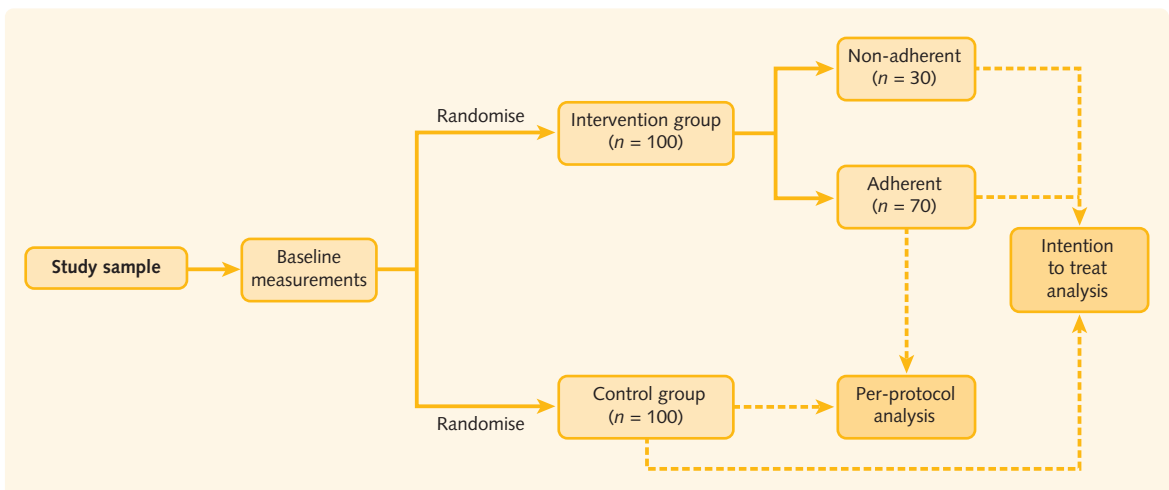 Study sample
Baseline
measurements
Randomise
Intervention group
(n = 100)
Non-adherent
(n = 30)
Adherent
(n = 70)
Intention
to treat
analysis
Randomise
Control group
(n = 100)
Per-protocol
analysis